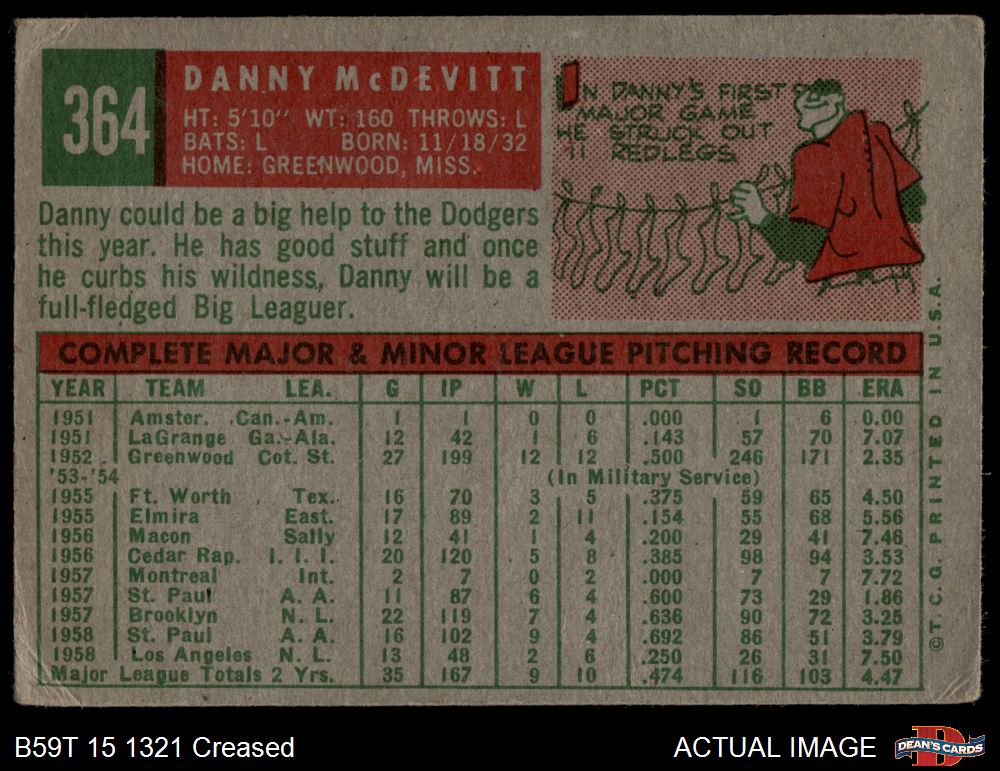 364
DANNY McDEVITT
HT: 5'10" WT: 160 THROWS: L
BATS: L BORN: 11/18/32
HOME: GREENWOOD, MISS.
IN DANNY'S FIRST
MAJOR GAME
HE STRUCK OUT
11 REDLEGS
Danny could be a big help to the Dodgers
this year. He has good stuff and once
he curbs his wildness, Danny will be a
full-fledged Big Leaguer.
COMPLETE MAJOR & MINOR LEAGUE PITCHING RECORD
YEAR TEAM LEA. G IP W L PCT SO BB ERA
1951 Amster. Can.-Am. 1 1 0 0 .000 1 6 0.00
1951 LaGrange Ga.-Ala. 12 42 1 6 .143 57 70 7.07
1952 Greenwood Cot. St. 27 199 12 12 .500 246 171 2.35
'53-'54 (In Military Service)
1955 Ft. Worth Tex. 16 70 3 5 .375 59 65 4.50
1955 Elmira East. 17 89 2 11 .154 55 68 5.56
1956 Macon Sally 12 41 1 4 .200 29 41 7.46
1956 Cedar Rap. I. I. I. 20 120 5 8 .385 98 94 3.53
1957 Montreal Int. 2 7 0 2 .000 7 7 7.72
1957 St. Paul A. A. 11 87 6 4 .600 73 29 1.86
1957 Brooklyn N. L. 22 119 7 4 .636 90 72 3.25
1958 St. Paul A. A. 16 102 9 4 .692 86 51 3.79
1958 Los Angeles N. L. 13 48 2 6 .250 26 31 7.50
Major League Totals 2 Yrs. 35 167 9 10 .474 116 103 4.47
©T. C. G. PRINTED IN U.S.A.
B59T 15 1321 Creased
ACTUAL IMAGE
DEAN'S CARDS